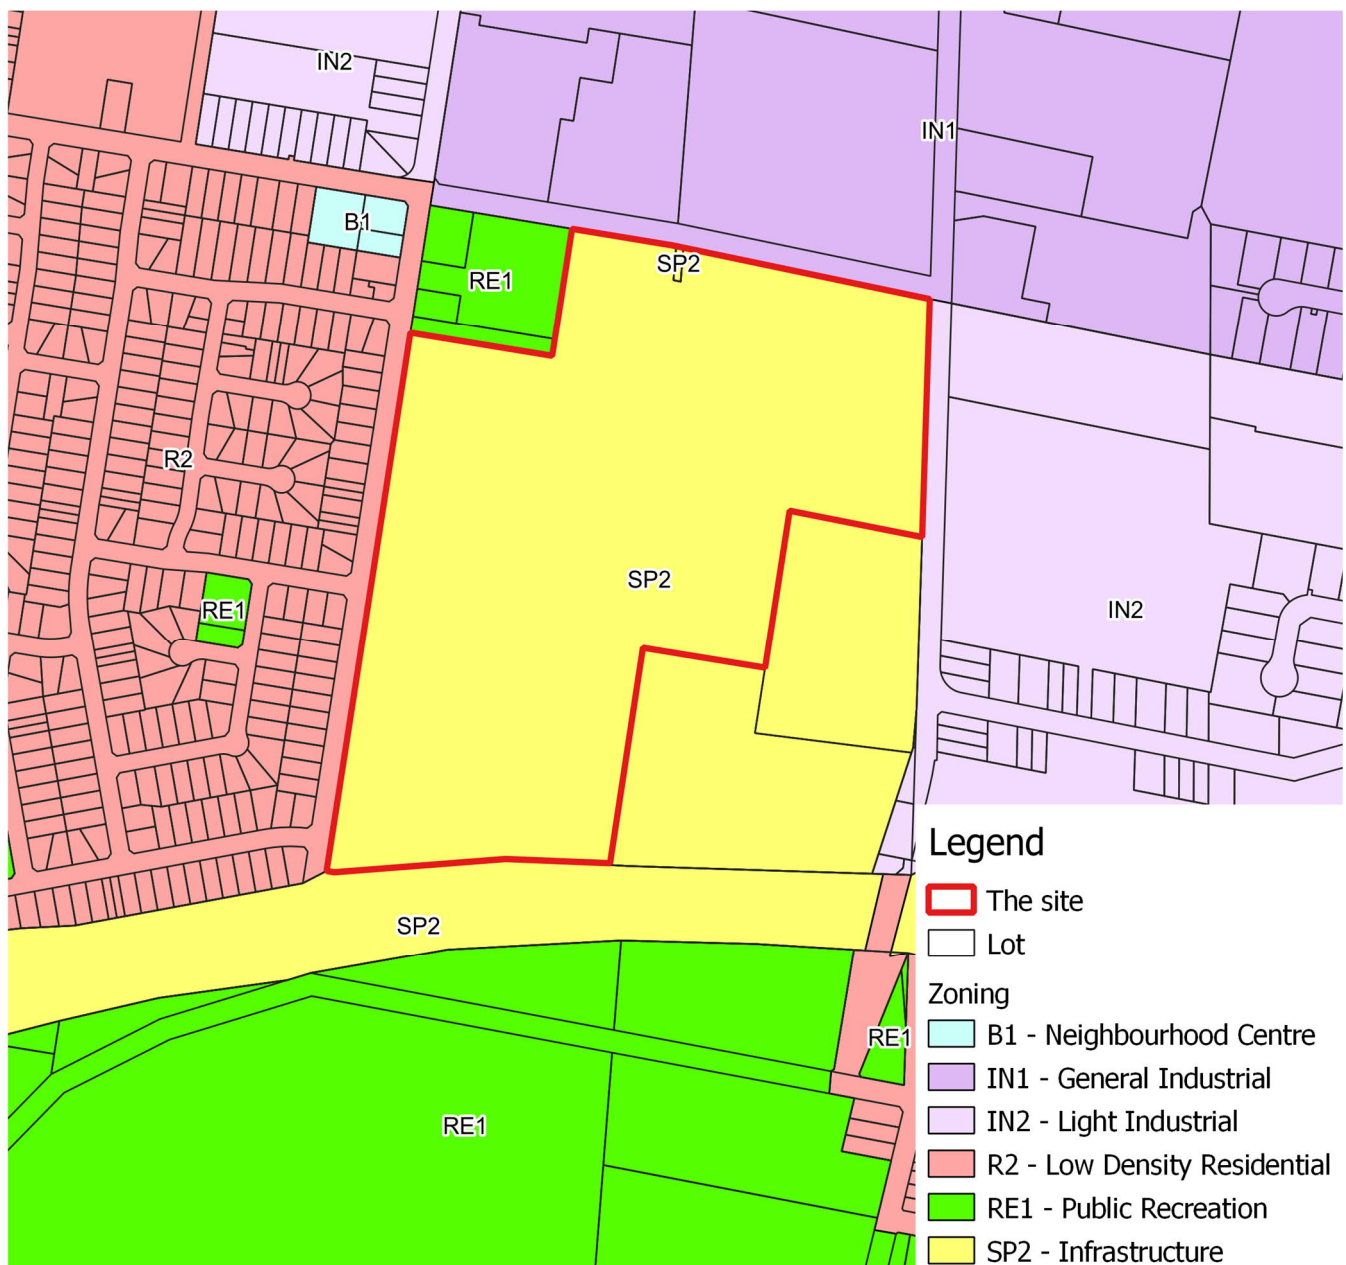 IN2
IN1
B1
SP2
RE1
R2
SP2
RE1
IN2
SP2
RE1
RE1
Legend
The site
Lot
Zoning
B1 - Neighbourhood Centre
IN1 - General Industrial
IN2 - Light Industrial
R2 - Low Density Residential
RE1 - Public Recreation
SP2 - Infrastructure